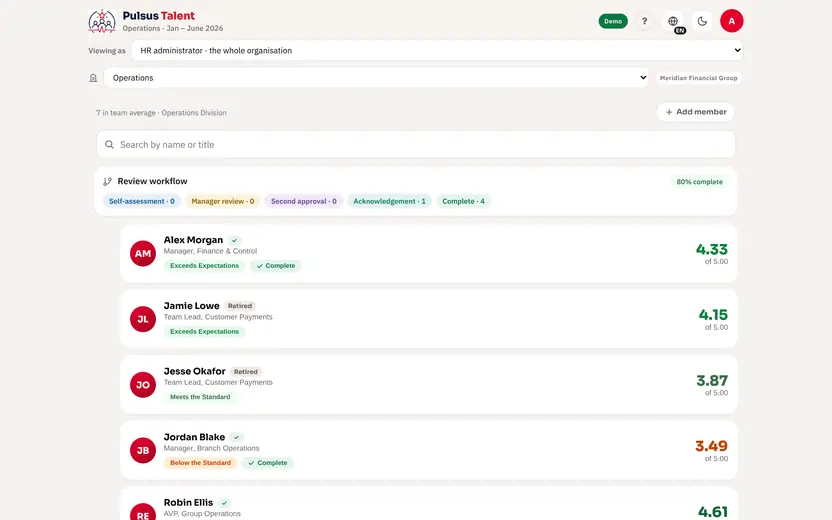 Pulsus Talent
Operations · Jan – June 2026
Demo
?
EN
A
Viewing as
HR administrator · the whole organisation
Operations
Meridian Financial Group
7 in team average · Operations Division
+ Add member
Search by name or title
Review workflow
80% complete
Self-assessment · 0
Manager review · 0
Second approval · 0
Acknowledgement · 1
Complete · 4
AM
Alex Morgan ✓
Manager, Finance & Control
Exceeds Expectations
✓ Complete
4.33
of 5.00
JL
Jamie Lowe
Retired
Team Lead, Customer Payments
Exceeds Expectations
4.15
of 5.00
JO
Jesse Okafor
Retired
Team Lead, Customer Payments
Meets the Standard
3.87
of 5.00
JB
Jordan Blake ✓
Manager, Branch Operations
Below the Standard
✓ Complete
3.49
of 5.00
RE
Robin Ellis ✓
AVP, Group Operations
4.61